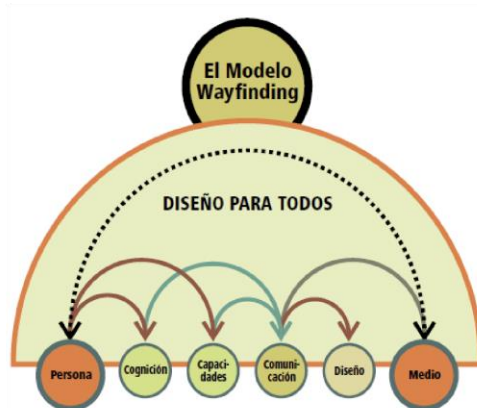 El Modelo
Wayfinding
DISEÑO PARA TODOS
Persona
Cognición
Capaci-
dades
Comuni-
cación
Diseño
Medio